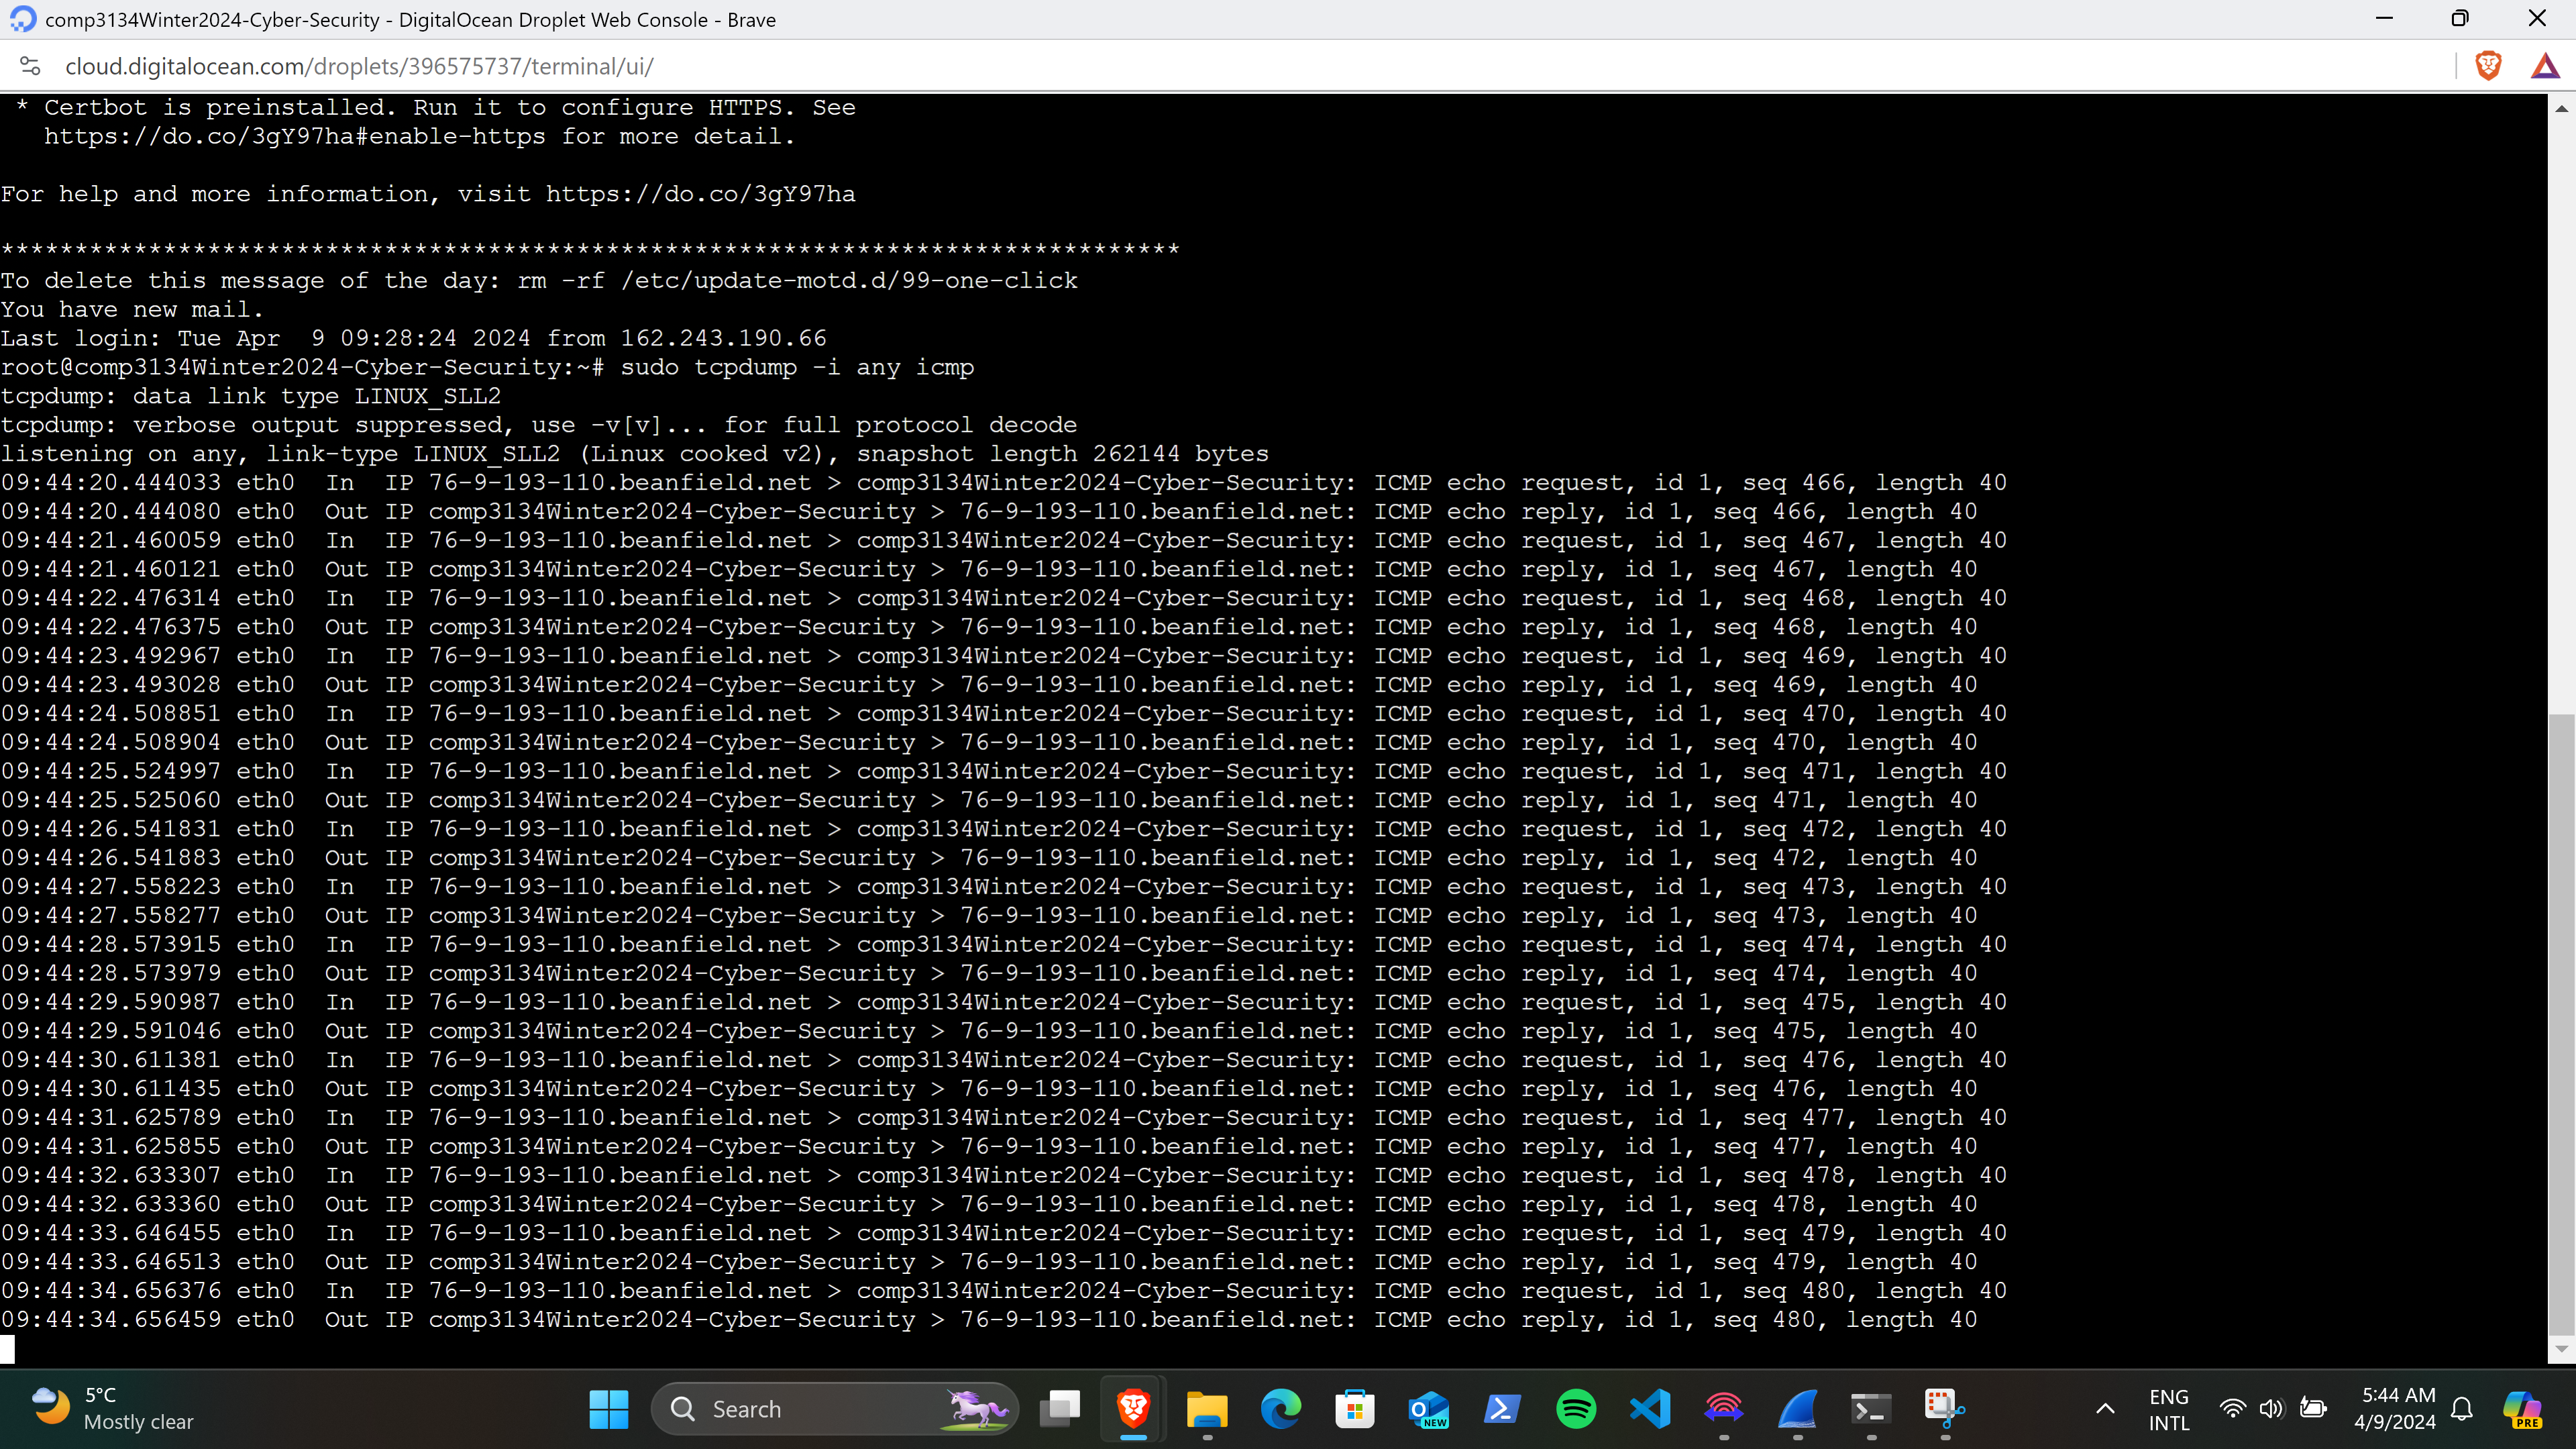 comp3134Winter2024-Cyber-Security - DigitalOcean Droplet Web Console - Brave
cloud.digitalocean.com/droplets/396575737/terminal/ui/
* Certbot is preinstalled. Run it to configure HTTPS. See
https://do.co/3gY97ha#enable-https for more detail.
For help and more information, visit https://do.co/3gY97ha
********************************************************************************
To delete this message of the day: rm -rf /etc/update-motd.d/99-one-click
You have new mail.
Last login: Tue Apr  9 09:28:24 2024 from 162.243.190.66
root@comp3134Winter2024-Cyber-Security:~# sudo tcpdump -i any icmp
tcpdump: data link type LINUX_SLL2
tcpdump: verbose output suppressed, use -v[v]... for full protocol decode
listening on any, link-type LINUX_SLL2 (Linux cooked v2), snapshot length 262144 bytes
09:44:20.444033 eth0  In  IP 76-9-193-110.beanfield.net > comp3134Winter2024-Cyber-Security: ICMP echo request, id 1, seq 466, length 40
09:44:20.444080 eth0  Out IP comp3134Winter2024-Cyber-Security > 76-9-193-110.beanfield.net: ICMP echo reply, id 1, seq 466, length 40
09:44:21.460059 eth0  In  IP 76-9-193-110.beanfield.net > comp3134Winter2024-Cyber-Security: ICMP echo request, id 1, seq 467, length 40
09:44:21.460121 eth0  Out IP comp3134Winter2024-Cyber-Security > 76-9-193-110.beanfield.net: ICMP echo reply, id 1, seq 467, length 40
09:44:22.476314 eth0  In  IP 76-9-193-110.beanfield.net > comp3134Winter2024-Cyber-Security: ICMP echo request, id 1, seq 468, length 40
09:44:22.476375 eth0  Out IP comp3134Winter2024-Cyber-Security > 76-9-193-110.beanfield.net: ICMP echo reply, id 1, seq 468, length 40
09:44:23.492967 eth0  In  IP 76-9-193-110.beanfield.net > comp3134Winter2024-Cyber-Security: ICMP echo request, id 1, seq 469, length 40
09:44:23.493028 eth0  Out IP comp3134Winter2024-Cyber-Security > 76-9-193-110.beanfield.net: ICMP echo reply, id 1, seq 469, length 40
09:44:24.508851 eth0  In  IP 76-9-193-110.beanfield.net > comp3134Winter2024-Cyber-Security: ICMP echo request, id 1, seq 470, length 40
09:44:24.508904 eth0  Out IP comp3134Winter2024-Cyber-Security > 76-9-193-110.beanfield.net: ICMP echo reply, id 1, seq 470, length 40
09:44:25.524997 eth0  In  IP 76-9-193-110.beanfield.net > comp3134Winter2024-Cyber-Security: ICMP echo request, id 1, seq 471, length 40
09:44:25.525060 eth0  Out IP comp3134Winter2024-Cyber-Security > 76-9-193-110.beanfield.net: ICMP echo reply, id 1, seq 471, length 40
09:44:26.541831 eth0  In  IP 76-9-193-110.beanfield.net > comp3134Winter2024-Cyber-Security: ICMP echo request, id 1, seq 472, length 40
09:44:26.541883 eth0  Out IP comp3134Winter2024-Cyber-Security > 76-9-193-110.beanfield.net: ICMP echo reply, id 1, seq 472, length 40
09:44:27.558223 eth0  In  IP 76-9-193-110.beanfield.net > comp3134Winter2024-Cyber-Security: ICMP echo request, id 1, seq 473, length 40
09:44:27.558277 eth0  Out IP comp3134Winter2024-Cyber-Security > 76-9-193-110.beanfield.net: ICMP echo reply, id 1, seq 473, length 40
09:44:28.573915 eth0  In  IP 76-9-193-110.beanfield.net > comp3134Winter2024-Cyber-Security: ICMP echo request, id 1, seq 474, length 40
09:44:28.573979 eth0  Out IP comp3134Winter2024-Cyber-Security > 76-9-193-110.beanfield.net: ICMP echo reply, id 1, seq 474, length 40
09:44:29.590987 eth0  In  IP 76-9-193-110.beanfield.net > comp3134Winter2024-Cyber-Security: ICMP echo request, id 1, seq 475, length 40
09:44:29.591046 eth0  Out IP comp3134Winter2024-Cyber-Security > 76-9-193-110.beanfield.net: ICMP echo reply, id 1, seq 475, length 40
09:44:30.611381 eth0  In  IP 76-9-193-110.beanfield.net > comp3134Winter2024-Cyber-Security: ICMP echo request, id 1, seq 476, length 40
09:44:30.611435 eth0  Out IP comp3134Winter2024-Cyber-Security > 76-9-193-110.beanfield.net: ICMP echo reply, id 1, seq 476, length 40
09:44:31.625789 eth0  In  IP 76-9-193-110.beanfield.net > comp3134Winter2024-Cyber-Security: ICMP echo request, id 1, seq 477, length 40
09:44:31.625855 eth0  Out IP comp3134Winter2024-Cyber-Security > 76-9-193-110.beanfield.net: ICMP echo reply, id 1, seq 477, length 40
09:44:32.633307 eth0  In  IP 76-9-193-110.beanfield.net > comp3134Winter2024-Cyber-Security: ICMP echo request, id 1, seq 478, length 40
09:44:32.633360 eth0  Out IP comp3134Winter2024-Cyber-Security > 76-9-193-110.beanfield.net: ICMP echo reply, id 1, seq 478, length 40
09:44:33.646455 eth0  In  IP 76-9-193-110.beanfield.net > comp3134Winter2024-Cyber-Security: ICMP echo request, id 1, seq 479, length 40
09:44:33.646513 eth0  Out IP comp3134Winter2024-Cyber-Security > 76-9-193-110.beanfield.net: ICMP echo reply, id 1, seq 479, length 40
09:44:34.656376 eth0  In  IP 76-9-193-110.beanfield.net > comp3134Winter2024-Cyber-Security: ICMP echo request, id 1, seq 480, length 40
09:44:34.656459 eth0  Out IP comp3134Winter2024-Cyber-Security > 76-9-193-110.beanfield.net: ICMP echo reply, id 1, seq 480, length 40
5°C
Mostly clear
Search
NEW
ENG
INTL
5:44 AM
4/9/2024
PRE